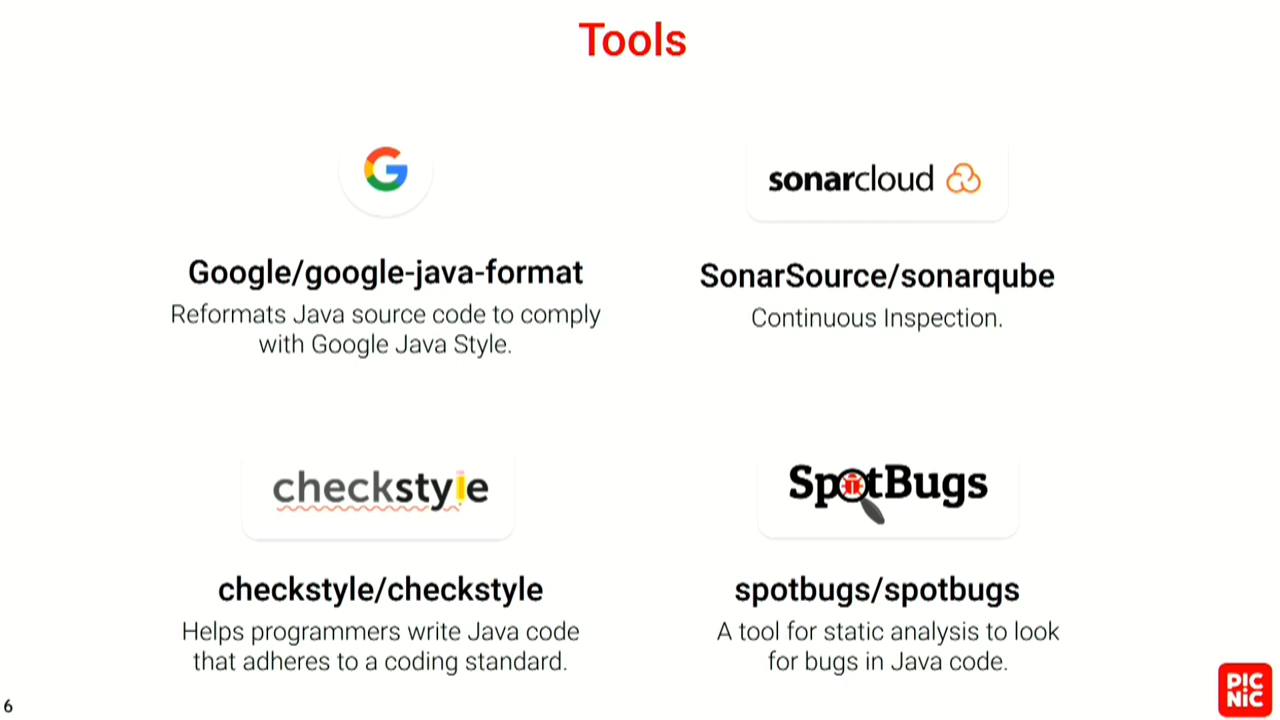 Tools
sonarcloud
Google/google-java-format
Reformats Java source code to comply
with Google Java Style.
SonarSource/sonarqube
Continuous Inspection.
checkstyle
SpotBugs
checkstyle/checkstyle
Helps programmers write Java code
that adheres to a coding standard.
spotbugs/spotbugs
A tool for static analysis to look
for bugs in Java code.
6
PIC
NIC